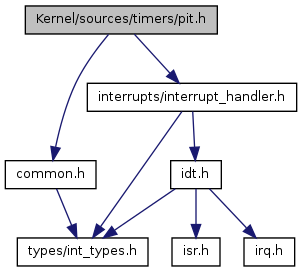 Kernel/sources/timers/pit.h
interrupts/interrupt_handler.h
common.h
idt.h
types/int_types.h
isr.h
irq.h